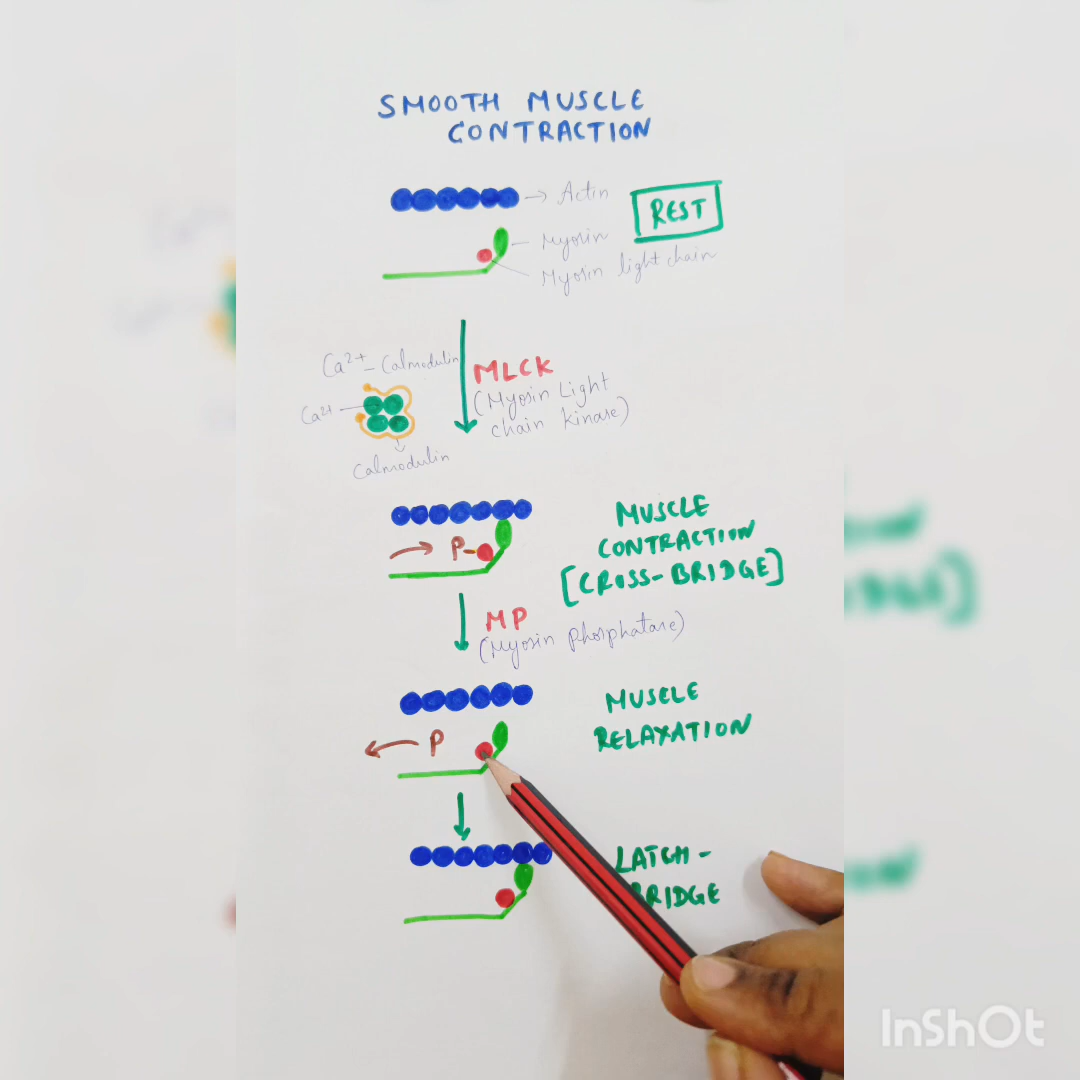 SMOOTH MUSCLE
CONTRACTION
→ Actin
REST
Myosin
Myosin light chain
Ca2+ - Calmodulin
MLCK
(Myosin Light
chain kinase)
Ca2+
Calmodulin
MUSCLE
CONTRACTION
[CROSS-BRIDGE]
P
MP
(Myosin phosphatase)
MUSCLE
RELAXATION
P
LATCH-
BRIDGE
InShOt